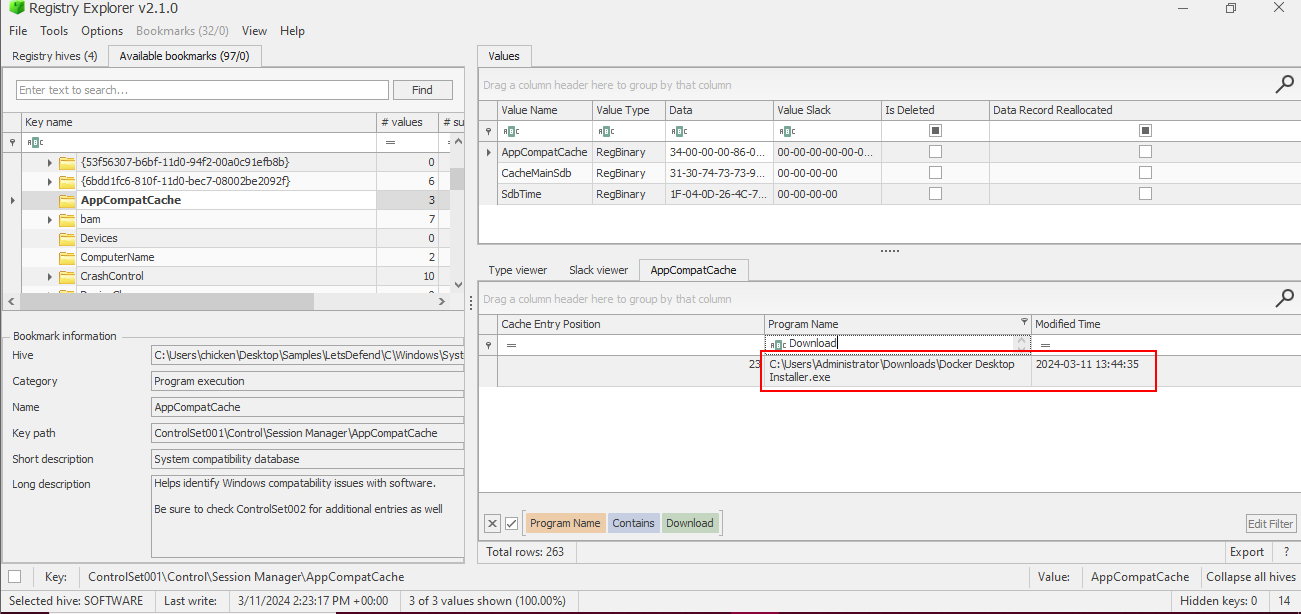 Registry Explorer v2.1.0
File Tools Options Bookmarks (32/0) View Help
Registry hives (4) Available bookmarks (97/0)
Enter text to search... Find
Key name # values # su
=
{53f56307-b6bf-11d0-94f2-00a0c91efb8b} 0
{6bdd1fc6-810f-11d0-bec7-08002be2092f} 6
AppCompatCache 3
bam 7
Devices 0
ComputerName 2
CrashControl 10
Bookmark information
Hive C:\Users\chicken\Desktop\Samples\LetsDefend\C\Windows\Syst
Category Program execution
Name AppCompatCache
Key path ControlSet001\Control\Session Manager\AppCompatCache
Short description System compatibility database
Long description Helps identify Windows compatability issues with software.
Be sure to check ControlSet002 for additional entries as well
Values
Drag a column header here to group by that column
Value Name Value Type Data Value Slack Is Deleted Data Record Reallocated
AppCompatCache RegBinary 34-00-00-00-86-0... 00-00-00-00-00-0...
CacheMainSdb RegBinary 31-30-74-73-73-9... 00-00-00-00
SdbTime RegBinary 1F-04-0D-26-4C-7... 00-00-00-00
Type viewer Slack viewer AppCompatCache
Drag a column header here to group by that column
Cache Entry Position Program Name Modified Time
= Download =
23 C:\Users\Administrator\Downloads\Docker Desktop 2024-03-11 13:44:35
Installer.exe
Program Name Contains Download Edit Filter
Total rows: 263 Export ?
Key: ControlSet001\Control\Session Manager\AppCompatCache Value: AppCompatCache Collapse all hives
Selected hive: SOFTWARE Last write: 3/11/2024 2:23:17 PM +00:00 3 of 3 values shown (100.00%) Hidden keys: 0 14